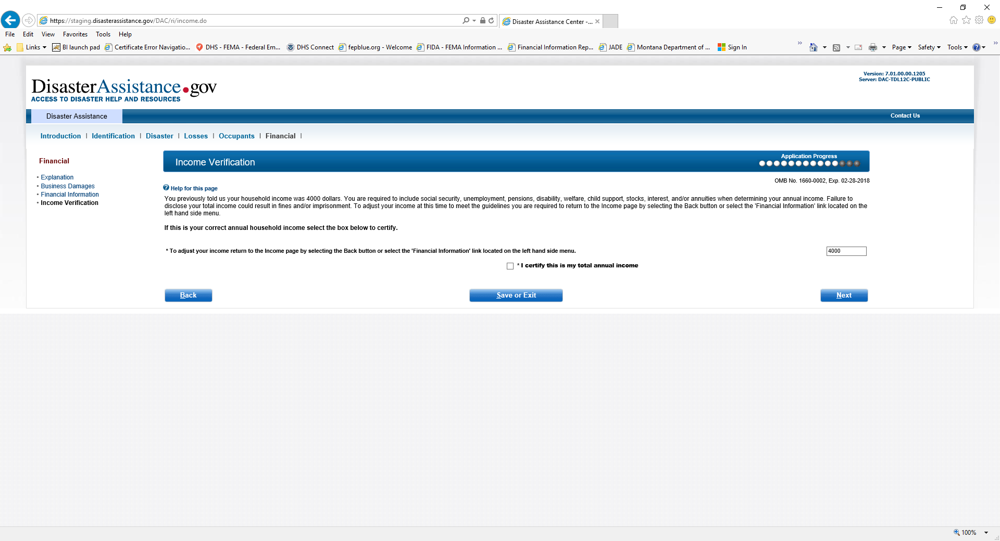 https://staging.disasterassistance.gov/DAC/ri/income.do
Disaster Assistance Center -...
File Edit View Favorites Tools Help
Links BI launch pad Certificate Error Navigatio... DHS - FEMA - Federal Em... DHS Connect fepblue.org - Welcome FIDA - FEMA Information ... Financial Information Rep... JADE Montana Department of ... Sign In » Page Safety Tools »
Version: 7.01.00.00.1205
Server: DAC-TDL12C-PUBLIC
DisasterAssistance.gov
ACCESS TO DISASTER HELP AND RESOURCES
Disaster Assistance
Contact Us
Introduction | Identification | Disaster | Losses | Occupants | Financial |
Financial
• Explanation
• Business Damages
• Financial Information
• Income Verification
Income Verification
Application Progress
OMB No. 1660-0002, Exp. 02-28-2018
? Help for this page
You previously told us your household income was 4000 dollars. You are required to include social security, unemployment, pensions, disability, welfare, child support, stocks, interest, and/or annuities when determining your annual income. Failure to
disclose your total income could result in fines and/or imprisonment. To adjust your income at this time to meet the guidelines you are required to return to the Income page by selecting the Back button or select the 'Financial Information' link located on the
left hand side menu.
If this is your correct annual household income select the box below to certify.
* To adjust your income return to the Income page by selecting the Back button or select the 'Financial Information' link located on the left hand side menu.
4000
* I certify this is my total annual income
Back
Save or Exit
Next
100%